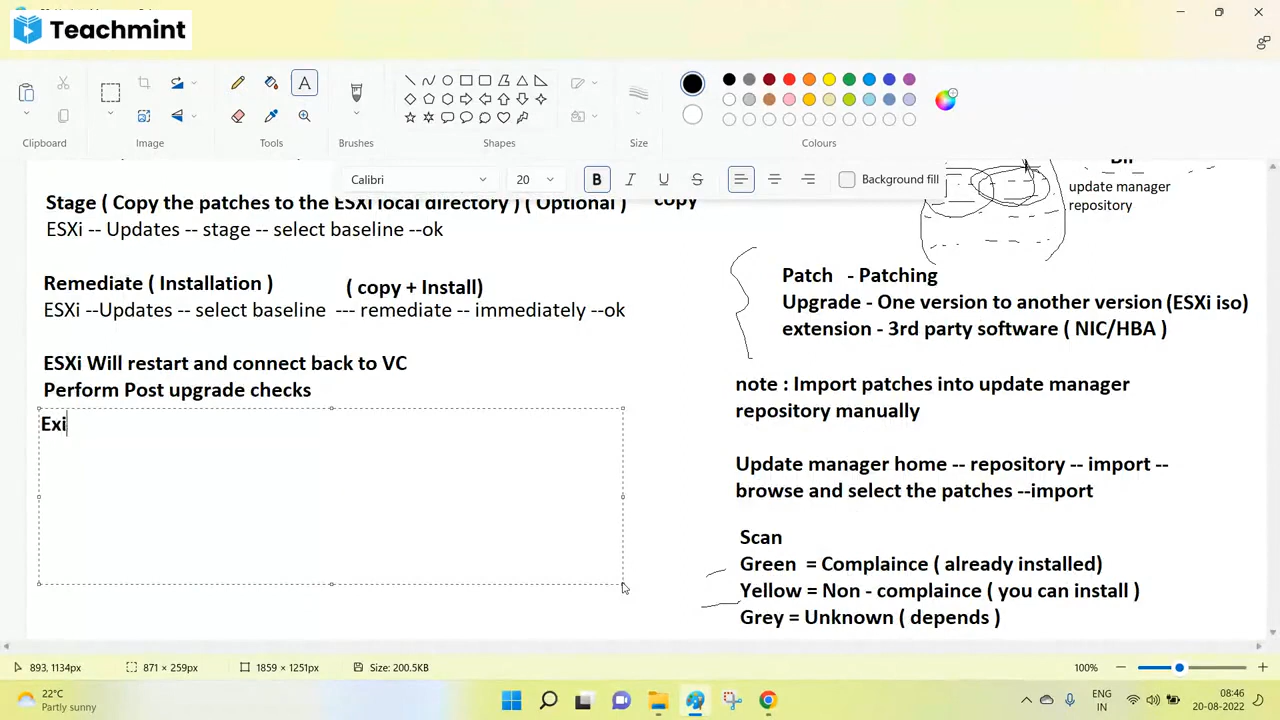 Teachmint
Clipboard
Image
Tools
Brushes
Shapes
Size
Colours
Calibri
20
B
Background fill
Stage ( Copy the patches to the ESXi local directory ) ( Optional )
copy
ESXi -- Updates -- stage -- select baseline --ok
Remediate ( Installation )
( copy + Install)
ESXi --Updates -- select baseline --- remediate -- immediately --ok
ESXi Will restart and connect back to VC
Perform Post upgrade checks
Exi
update manager
repository
Patch - Patching
Upgrade - One version to another version (ESXi iso)
extension - 3rd party software ( NIC/HBA )
note : Import patches into update manager
repository manually
Update manager home -- repository -- import --
browse and select the patches --import
Scan
Green = Complaince ( already installed)
Yellow = Non - complaince ( you can install )
Grey = Unknown ( depends )
893, 1134px
871 × 259px
1859 × 1251px
Size: 200.5KB
100%
22°C
Partly sunny
ENG
IN
08:46
20-08-2022